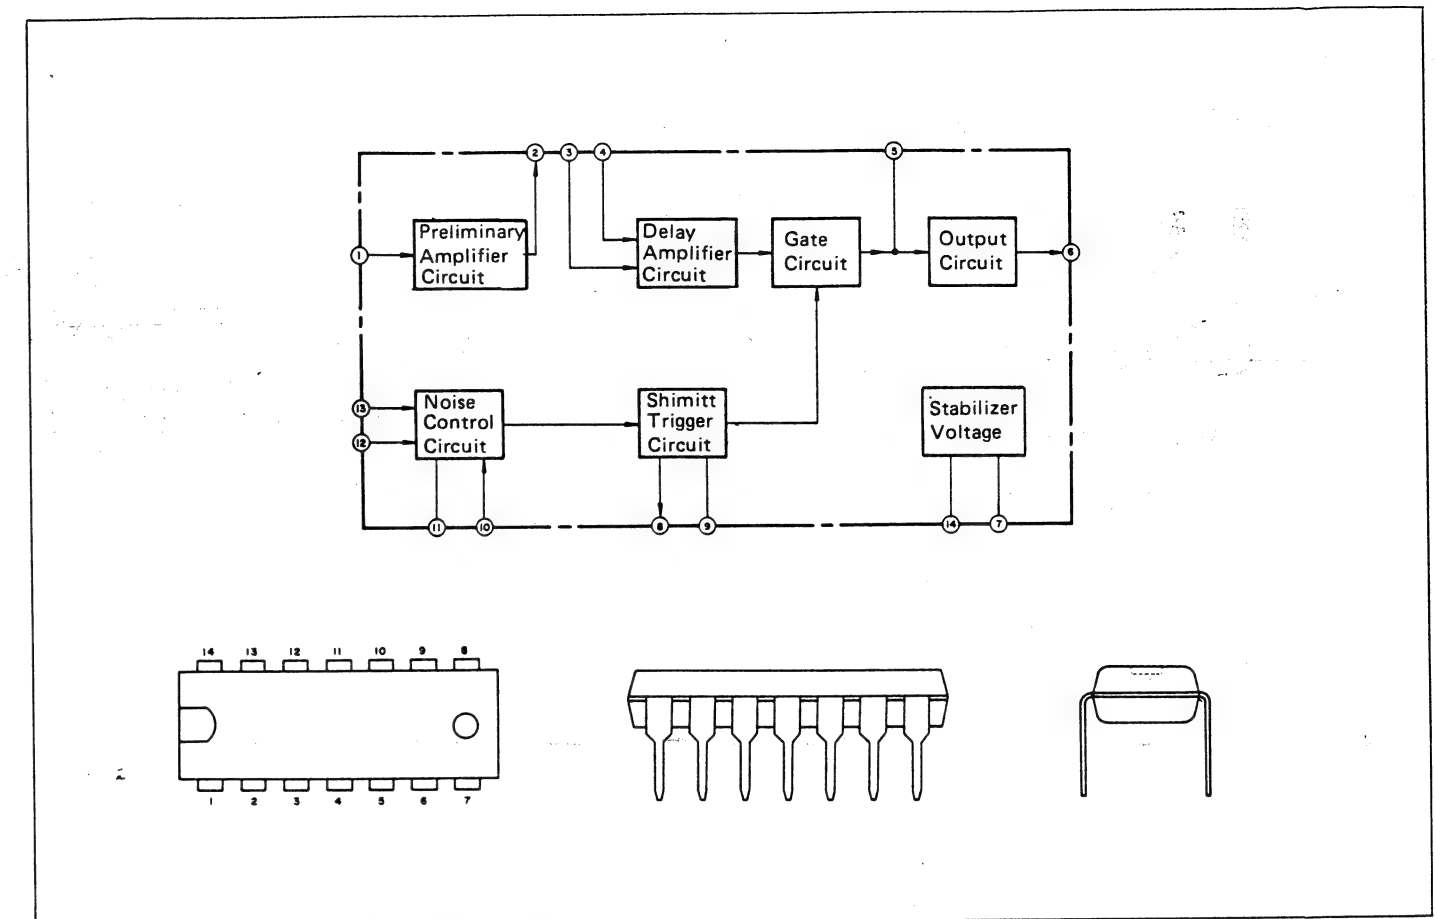 2 3 4 5
Preliminary
Amplifier
Circuit
Delay
Amplifier
Circuit
Gate
Circuit
Output
Circuit
1
6
Noise
Control
Circuit
Shimitt
Trigger
Circuit
Stabilizer
Voltage
13
12
11 10 8 9 14 7
14 13 12 11 10 9 8
1 2 3 4 5 6 7